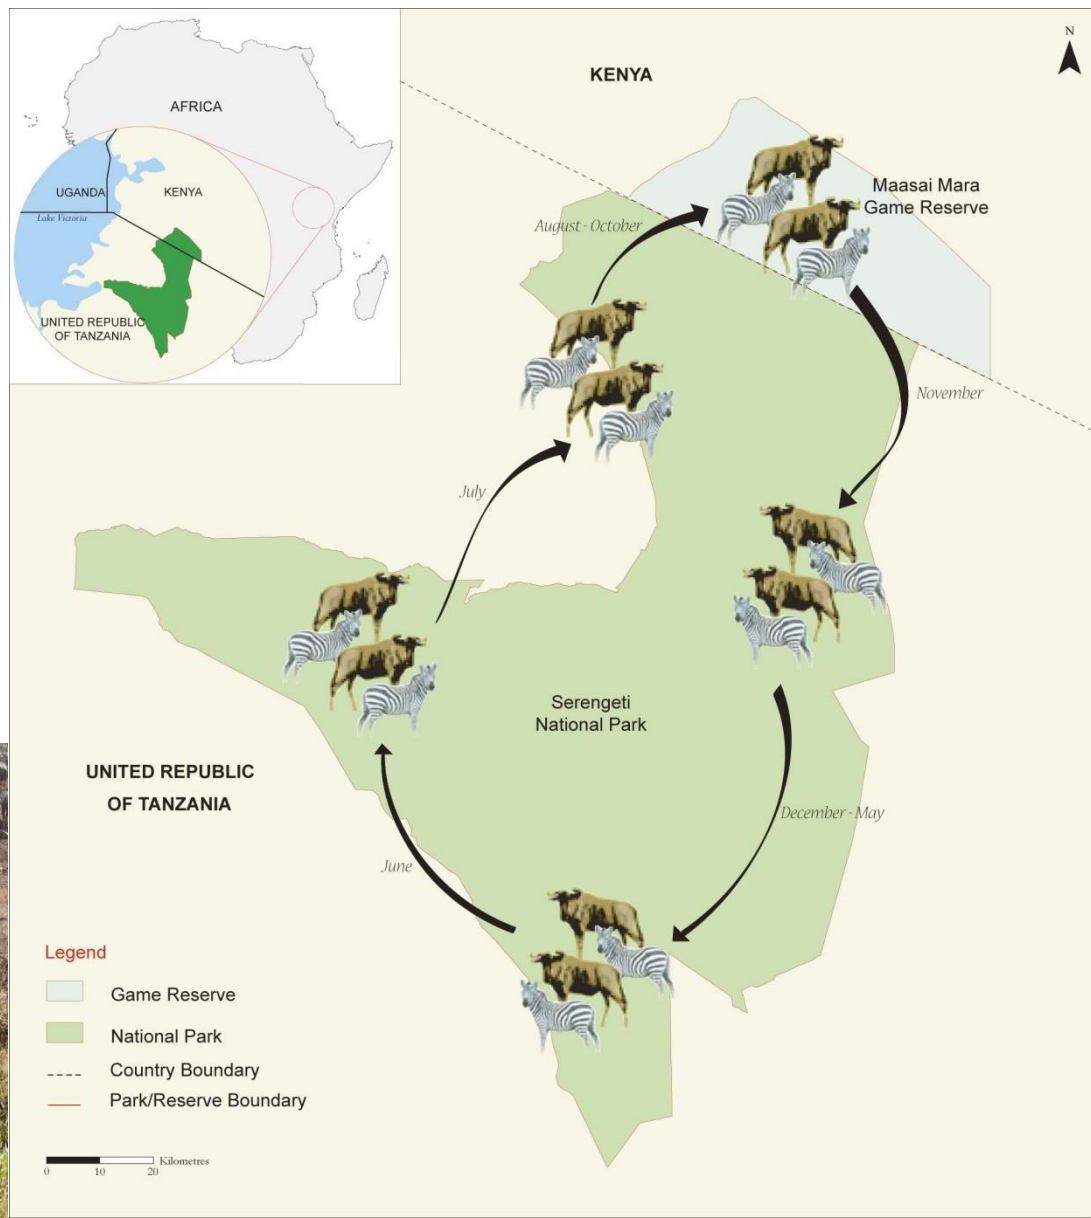 AFRICA
UGANDA
KENYA
Lake Victoria
UNITED REPUBLIC
OF TANZANIA
KENYA
N
Maasai Mara
Game Reserve
August - October
November
July
Serengeti
National Park
UNITED REPUBLIC
OF TANZANIA
December - May
June
Legend
Game Reserve
National Park
Country Boundary
Park/Reserve Boundary
Kilometres
0 10 20